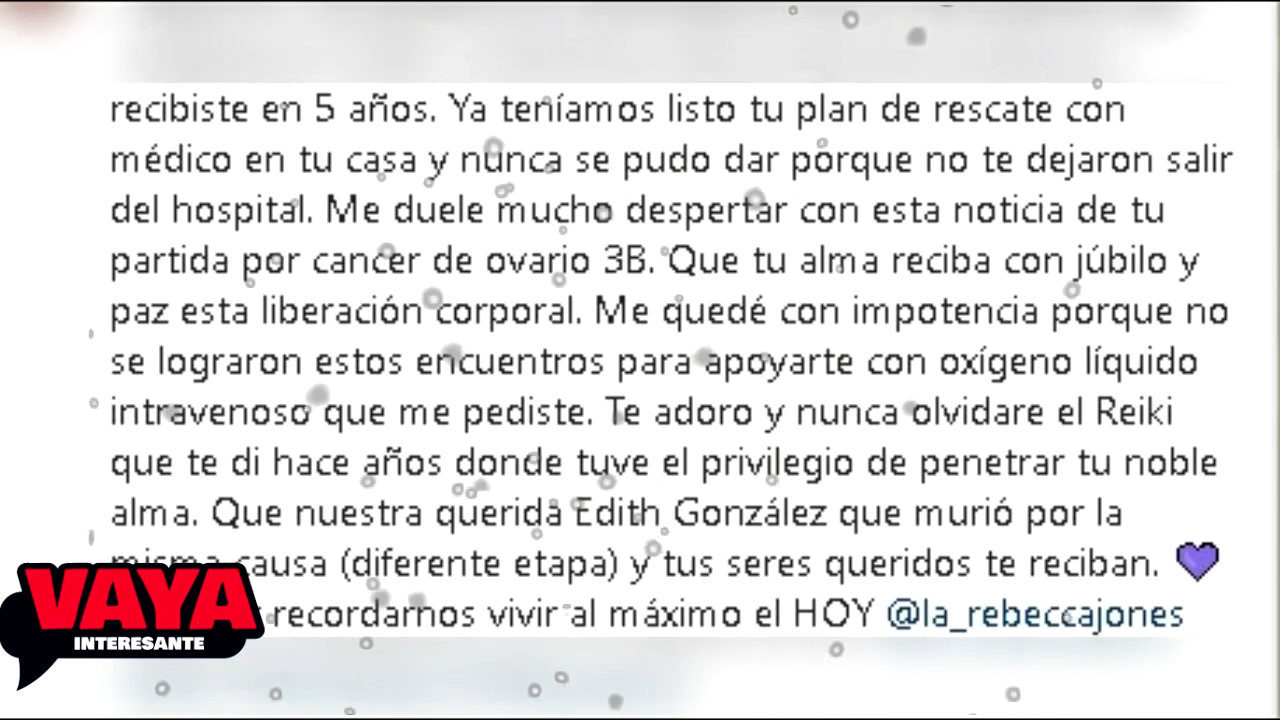 recibiste en 5 años. Ya teníamos listo tu plan de rescate con
médico en tu casa y nunca se pudo dar porque no te dejaron salir
del hospital. Me duele mucho despertar con esta noticia de tu
partida por cancer de ovario 3B. Que tu alma reciba con júbilo y
paz esta liberación corporal. Me quedé con impotencia porque no
se lograron estos encuentros para apoyarte con oxígeno líquido
intravenoso que me pediste. Te adoro y nunca olvidare el Reiki
que te di hace años donde tuve el privilegio de penetrar tu noble
alma. Que nuestra querida Edith González que murió por la
misma causa (diferente etapa) y tus seres queridos te reciban. 💜
recordarnos vivir al máximo el HOY @la_rebeccajones
VAYA
INTERESANTE